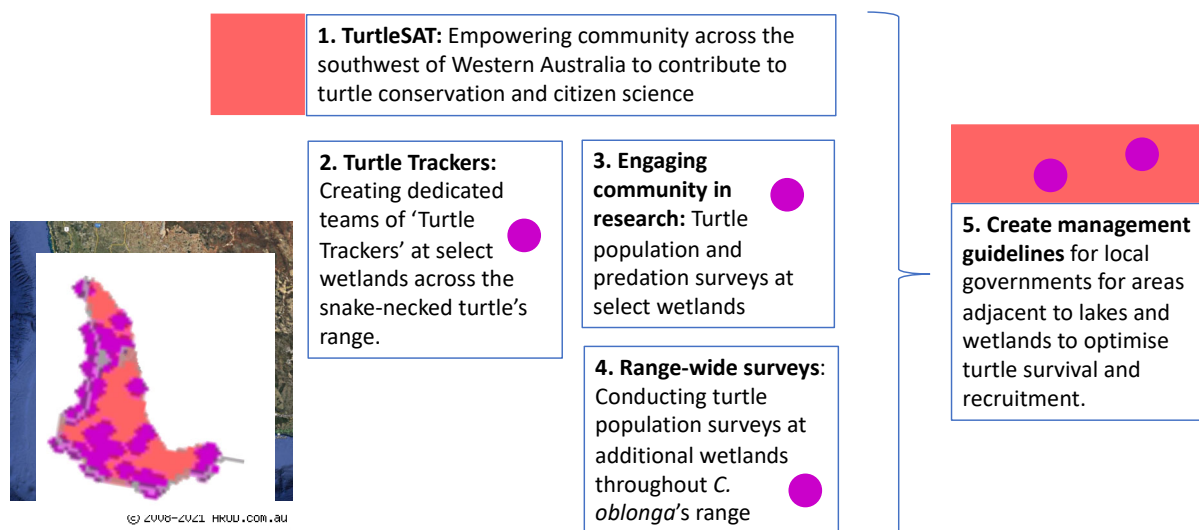 1. TurtleSAT: Empowering community across the
southwest of Western Australia to contribute to
turtle conservation and citizen science
2. Turtle Trackers:
Creating dedicated
teams of ‘Turtle
Trackers’ at select
wetlands across the
snake-necked turtle’s
range.
3. Engaging
community in
research: Turtle
population and
predation surveys at
select wetlands
4. Range-wide surveys:
Conducting turtle
population surveys at
additional wetlands
throughout C.
oblonga’s range
5. Create management
guidelines for local
governments for areas
adjacent to lakes and
wetlands to optimise
turtle survival and
recruitment.
© 2008-2021 AROD.com.au